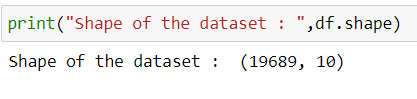 print("Shape of the dataset : ",df.shape)
Shape of the dataset :  (19689, 10)